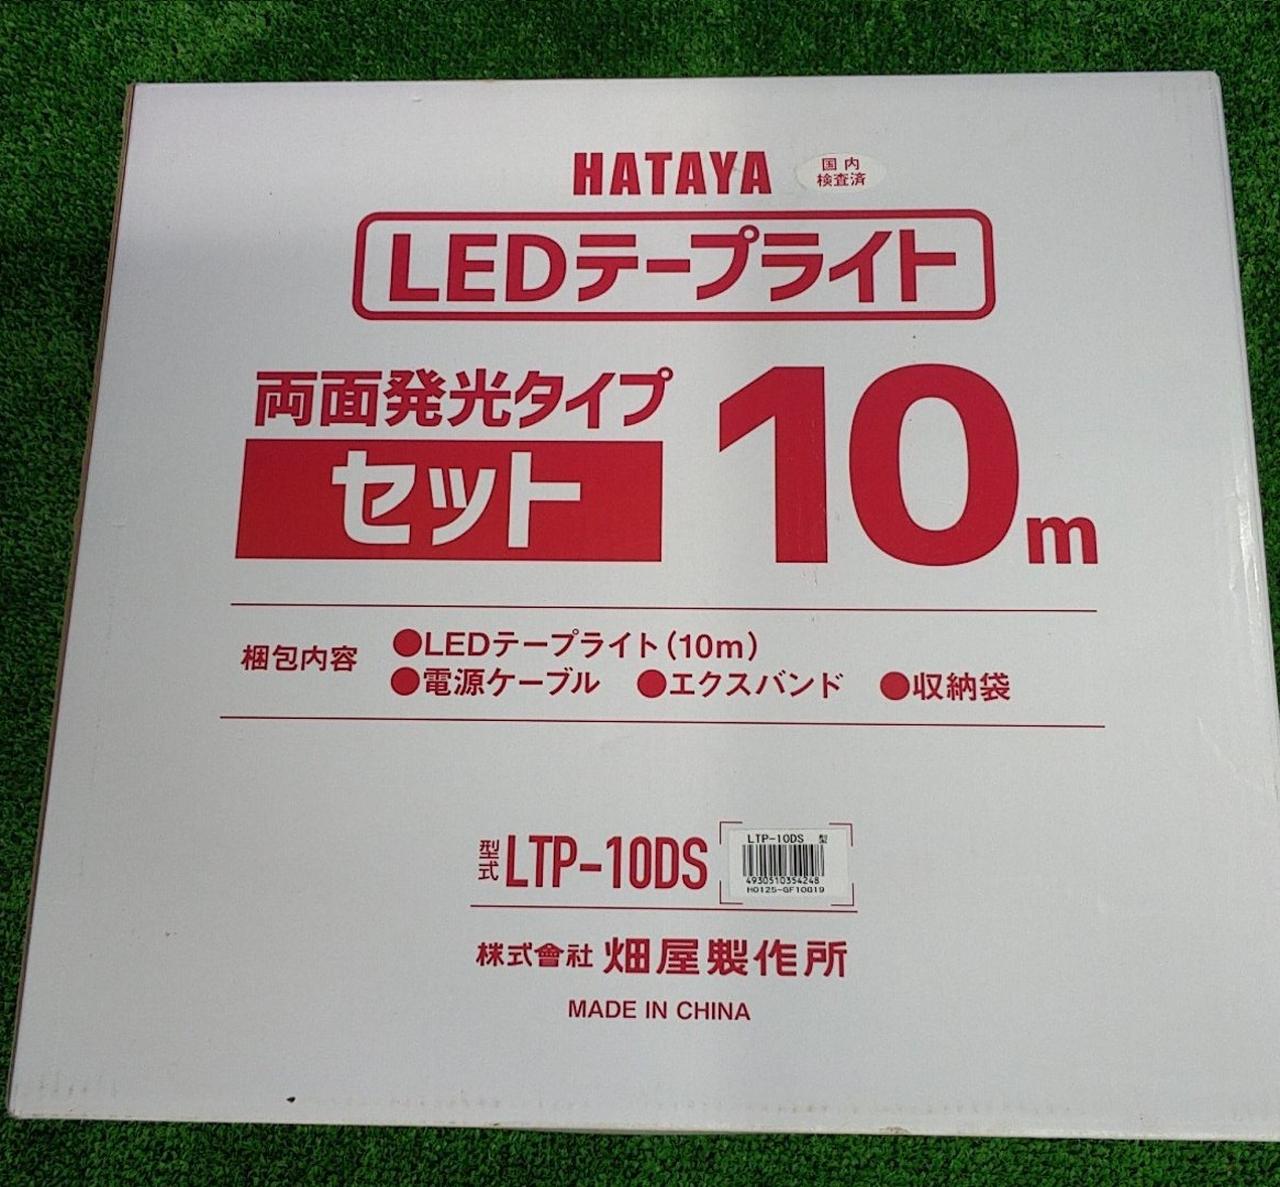 HATAYA
国内
検査済
LEDテープライト
両面発光タイプ
セット
10m
梱包内容
●LEDテープライト(10m)
●電源ケーブル ●エクスバンド ●収納袋
型式 LTP-10DS
LTP-10DS 型
4930510354248
H0125-GF10G19
株式會社 畑屋製作所
MADE IN CHINA